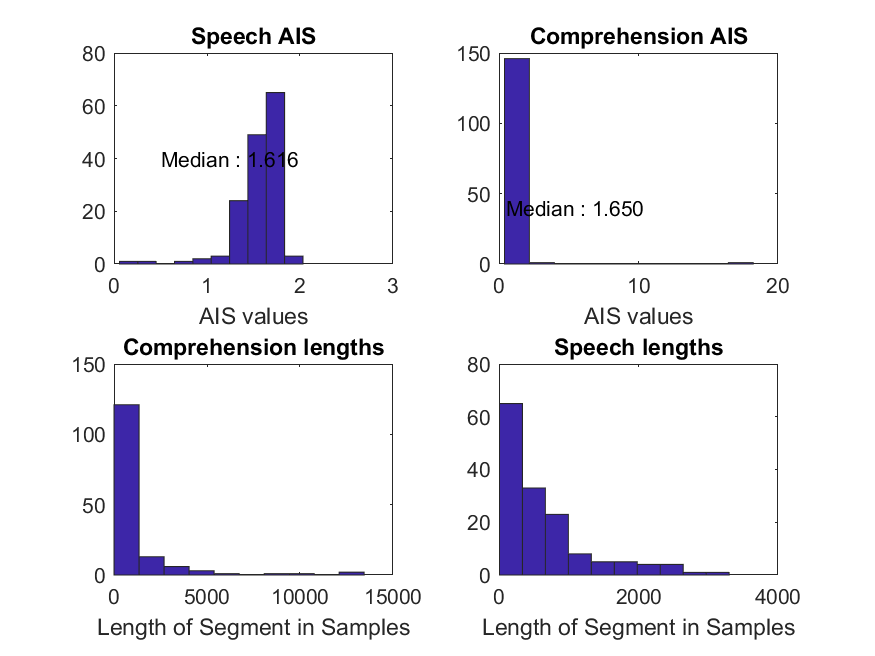 Speech AIS
80
60
40
20
0
Median : 1.616
0 1 2 3
AIS values
Comprehension AIS
150
100
50
0
Median : 1.650
0 10 20
AIS values
Comprehension lengths
150
100
50
0
0 5000 10000 15000
Length of Segment in Samples
Speech lengths
80
60
40
20
0
0 2000 4000
Length of Segment in Samples